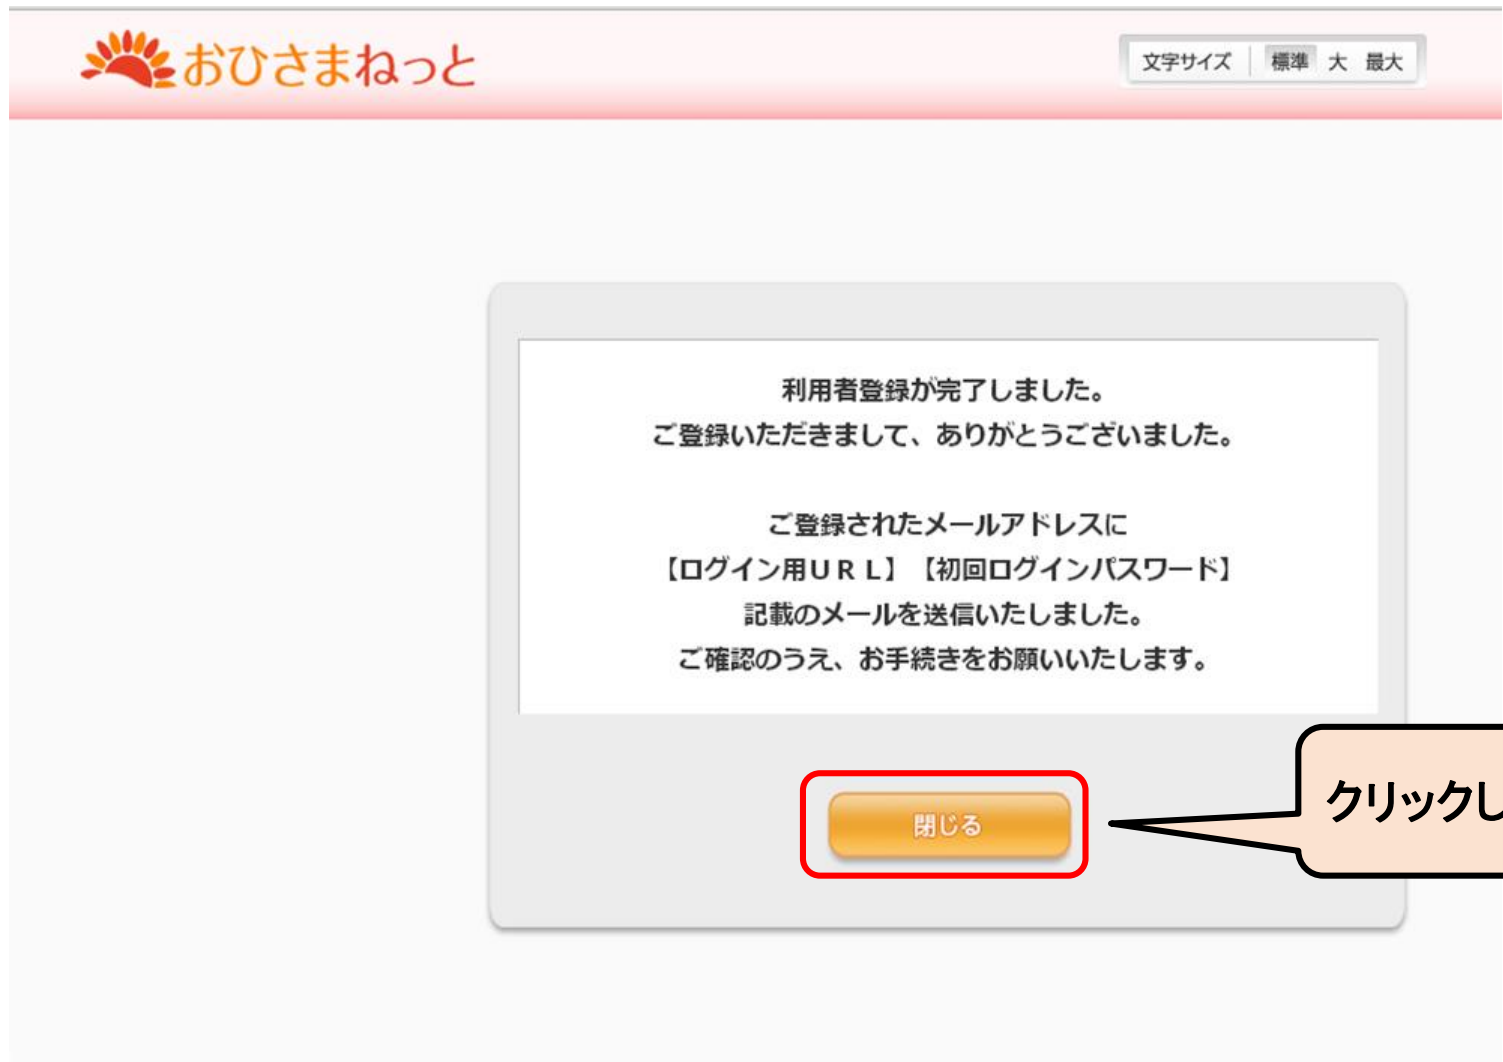 おひさまねっと
文字サイズ 標準 大 最大
利用者登録が完了しました。
ご登録いただきまして、ありがとうございました。
ご登録されたメールアドレスに
【ログイン用ＵＲＬ】【初回ログインパスワード】
記載のメールを送信いたしました。
ご確認のうえ、お手続きをお願いいたします。
クリックし
閉じる